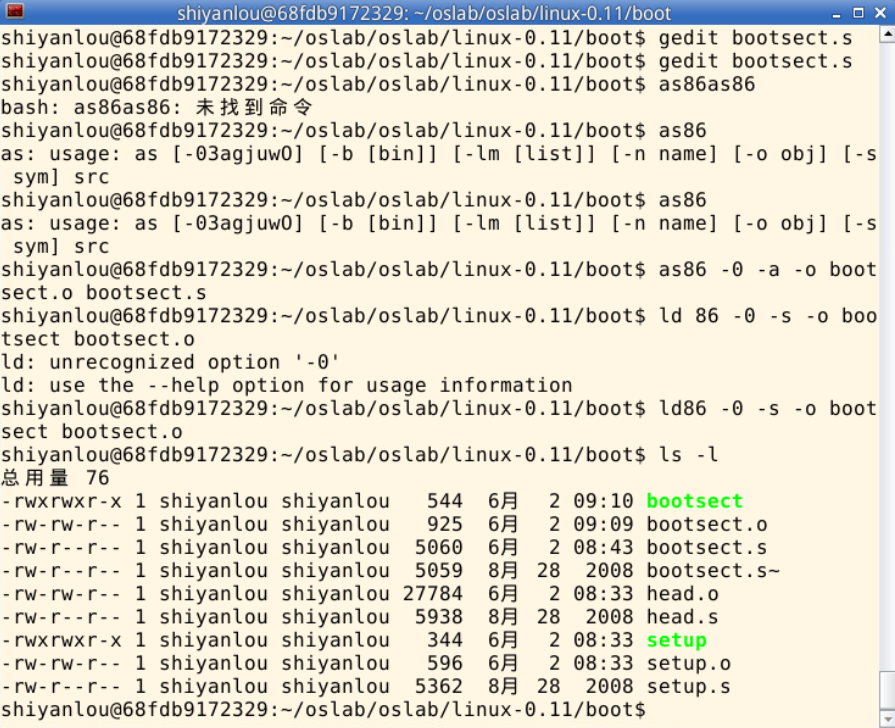 shiyanlou@68fdb9172329: ~/oslab/oslab/linux-0.11/boot
shiyanlou@68fdb9172329:~/oslab/oslab/linux-0.11/boot$ gedit bootsect.s
shiyanlou@68fdb9172329:~/oslab/oslab/linux-0.11/boot$ gedit bootsect.s
shiyanlou@68fdb9172329:~/oslab/oslab/linux-0.11/boot$ as86as86
bash: as86as86: 未找到命令
shiyanlou@68fdb9172329:~/oslab/oslab/linux-0.11/boot$ as86
as: usage: as [-03agjuwO] [-b [bin]] [-lm [list]] [-n name] [-o obj] [-s
 sym] src
shiyanlou@68fdb9172329:~/oslab/oslab/linux-0.11/boot$ as86
as: usage: as [-03agjuwO] [-b [bin]] [-lm [list]] [-n name] [-o obj] [-s
 sym] src
shiyanlou@68fdb9172329:~/oslab/oslab/linux-0.11/boot$ as86 -0 -a -o boot
sect.o bootsect.s
shiyanlou@68fdb9172329:~/oslab/oslab/linux-0.11/boot$ ld 86 -0 -s -o boo
tsect bootsect.o
ld: unrecognized option '-0'
ld: use the --help option for usage information
shiyanlou@68fdb9172329:~/oslab/oslab/linux-0.11/boot$ ld86 -0 -s -o boot
sect bootsect.o
shiyanlou@68fdb9172329:~/oslab/oslab/linux-0.11/boot$ ls -l
总用量 76
-rwxrwxr-x 1 shiyanlou shiyanlou   544  6月   2 09:10 bootsect
-rw-rw-r-- 1 shiyanlou shiyanlou   925  6月   2 09:09 bootsect.o
-rw-r--r-- 1 shiyanlou shiyanlou  5060  6月   2 08:43 bootsect.s
-rw-r--r-- 1 shiyanlou shiyanlou  5059  8月  28  2008 bootsect.s~
-rw-rw-r-- 1 shiyanlou shiyanlou 27784  6月   2 08:33 head.o
-rw-r--r-- 1 shiyanlou shiyanlou  5938  8月  28  2008 head.s
-rwxrwxr-x 1 shiyanlou shiyanlou   344  6月   2 08:33 setup
-rw-rw-r-- 1 shiyanlou shiyanlou   596  6月   2 08:33 setup.o
-rw-r--r-- 1 shiyanlou shiyanlou  5362  8月  28  2008 setup.s
shiyanlou@68fdb9172329:~/oslab/oslab/linux-0.11/boot$